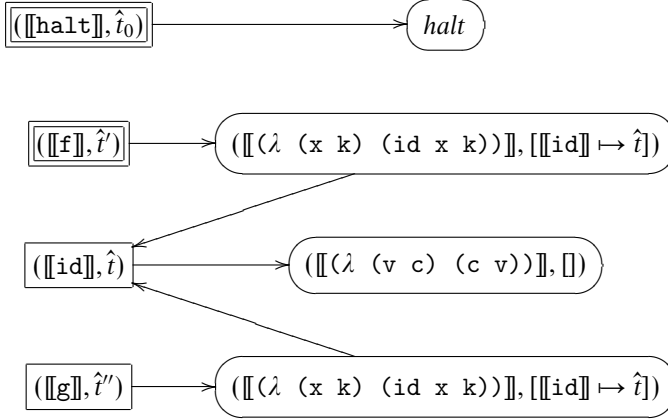 (⟦halt⟧, t̂₀) halt
(⟦f⟧, t̂′) (⟦(λ (x k) (id x k))⟧, [⟦id⟧ ↦ t̂])
(⟦id⟧, t̂) (⟦(λ (v c) (c v))⟧, [])
(⟦g⟧, t̂″) (⟦(λ (x k) (id x k))⟧, [⟦id⟧ ↦ t̂])